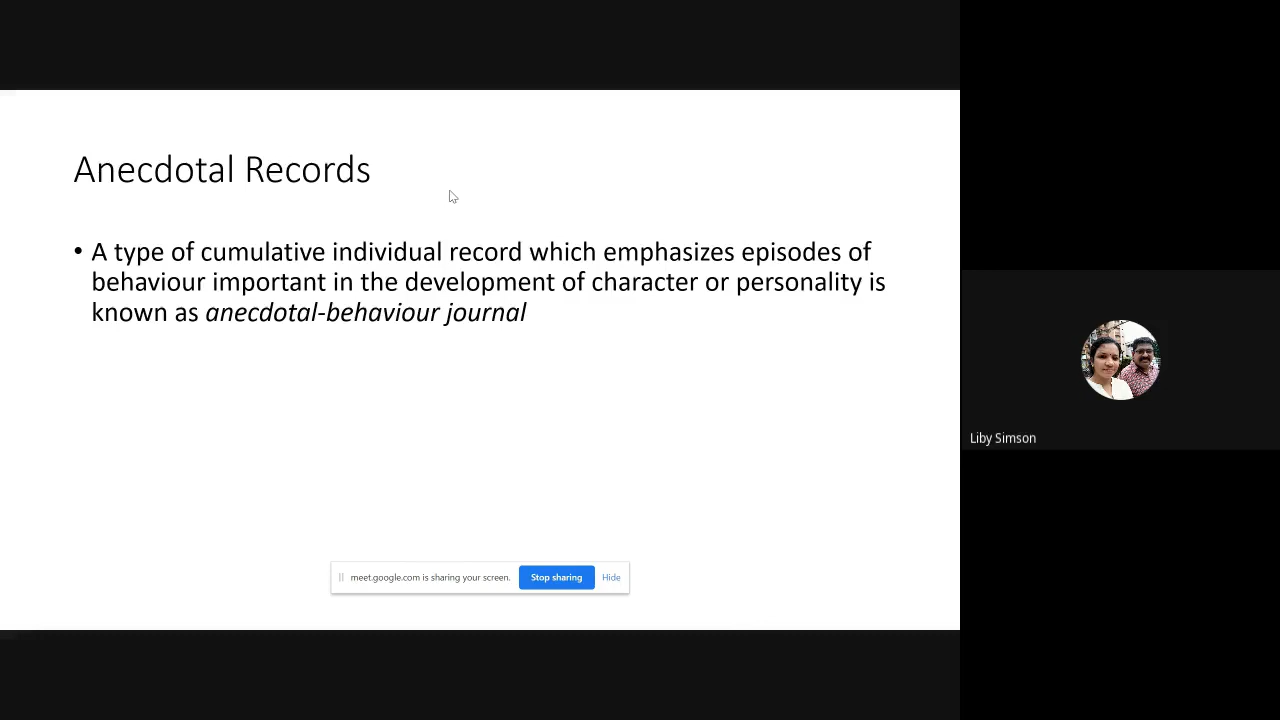 Anecdotal Records
• A type of cumulative individual record which emphasizes episodes of
behaviour important in the development of character or personality is
known as anecdotal-behaviour journal
Liby Simson
meet.google.com is sharing your screen. Stop sharing Hide